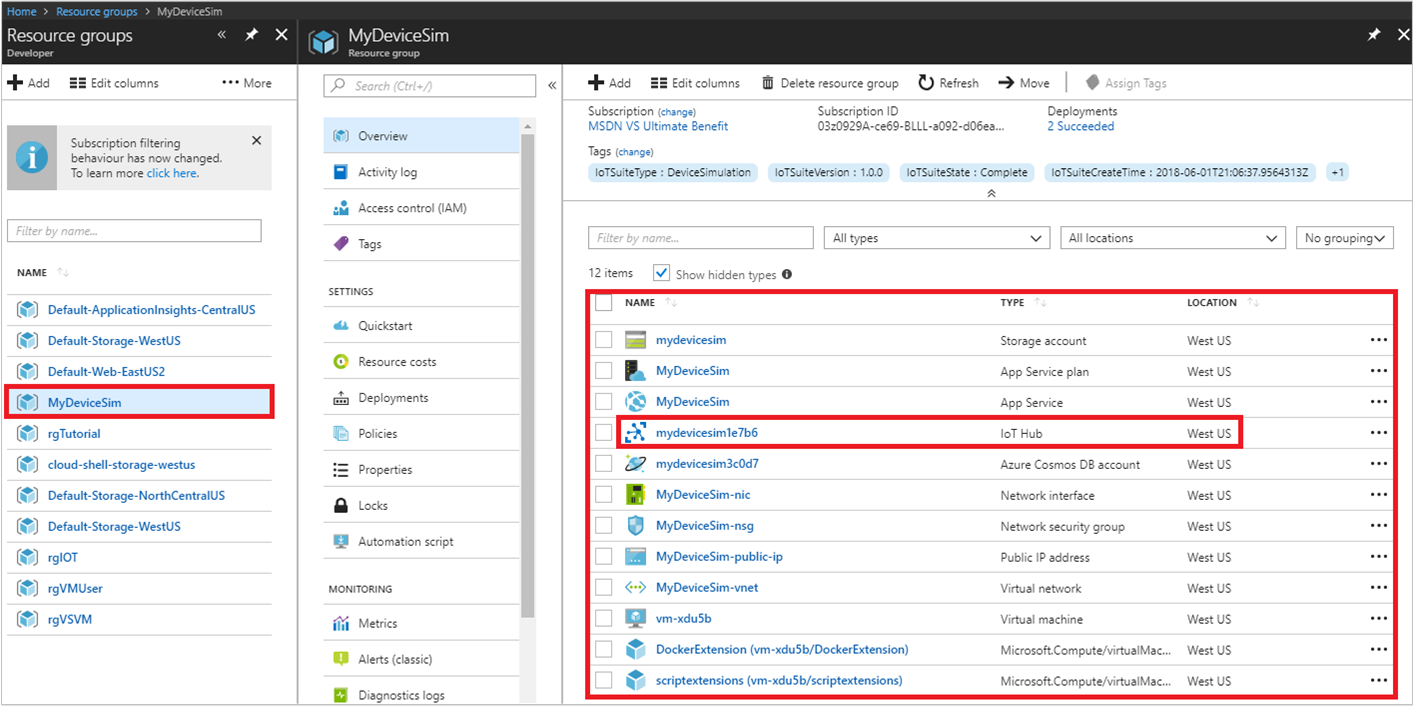 Home > Resource groups > MyDeviceSim
Resource groups
Developer
Add
Edit columns
More
Subscription filtering
behaviour has now changed.
To learn more click here.
Filter by name...
NAME
Default-ApplicationInsights-CentralUS
Default-Storage-WestUS
Default-Web-EastUS2
MyDeviceSim
rgTutorial
cloud-shell-storage-westus
Default-Storage-NorthCentralUS
Default-Storage-WestUS
rgIOT
rgVMUser
rgVSVM
MyDeviceSim
Resource group
Search (Ctrl+/)
Overview
Activity log
Access control (IAM)
Tags
SETTINGS
Quickstart
Resource costs
Deployments
Policies
Properties
Locks
Automation script
MONITORING
Metrics
Alerts (classic)
Diagnostics logs
Add Edit columns Delete resource group Refresh Move Assign Tags
Subscription (change) Subscription ID Deployments
MSDN VS Ultimate Benefit 03z0929A-ce69-BLLL-a092-d06ea... 2 Succeeded
Tags (change)
IoTSuiteType : DeviceSimulation IoTSuiteVersion : 1.0.0 IoTSuiteState : Complete IoTSuiteCreateTime : 2018-06-01T21:06:37.9564313Z +1
Filter by name... All types All locations No grouping
12 items Show hidden types
NAME TYPE LOCATION
mydevicesim Storage account West US
MyDeviceSim App Service plan West US
MyDeviceSim App Service West US
mydevicesim1e7b6 IoT Hub West US
mydevicesim3c0d7 Azure Cosmos DB account West US
MyDeviceSim-nic Network interface West US
MyDeviceSim-nsg Network security group West US
MyDeviceSim-public-ip Public IP address West US
MyDeviceSim-vnet Virtual network West US
vm-xdu5b Virtual machine West US
DockerExtension (vm-xdu5b/DockerExtension) Microsoft.Compute/virtualMac... West US
scriptextensions (vm-xdu5b/scriptextensions) Microsoft.Compute/virtualMac... West US